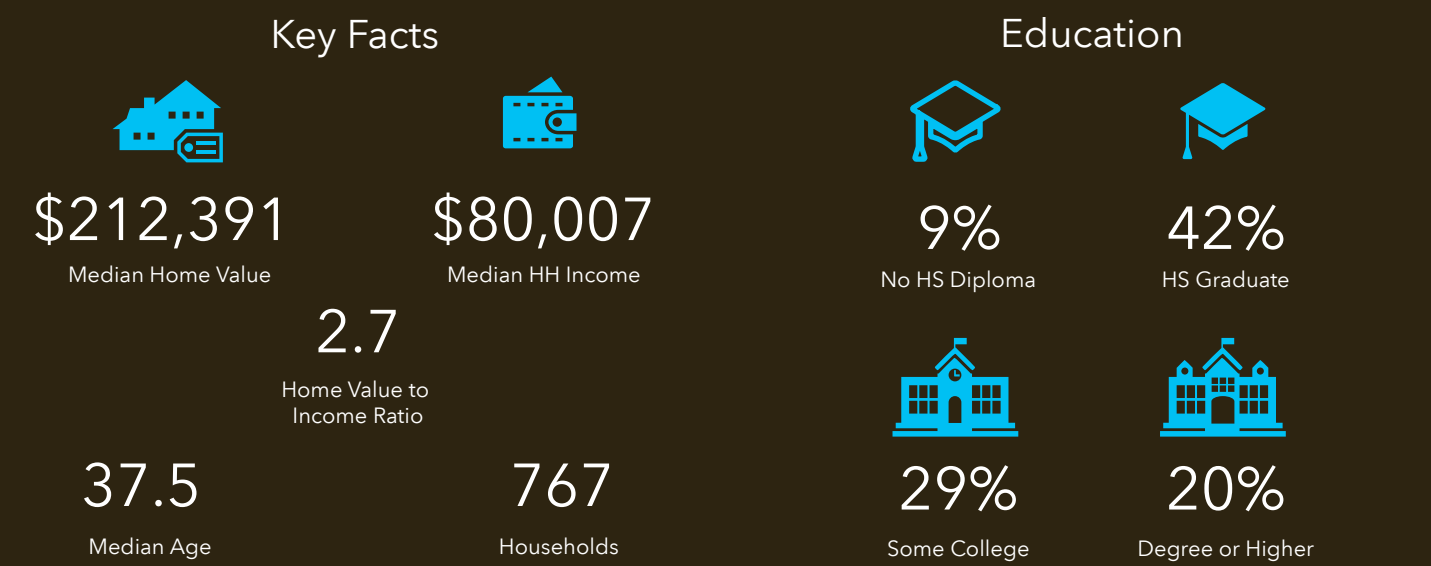 Key Facts
$212,391
Median Home Value
$80,007
Median HH Income
2.7
Home Value to
Income Ratio
37.5
Median Age
767
Households
Education
9%
No HS Diploma
42%
HS Graduate
29%
Some College
20%
Degree or Higher